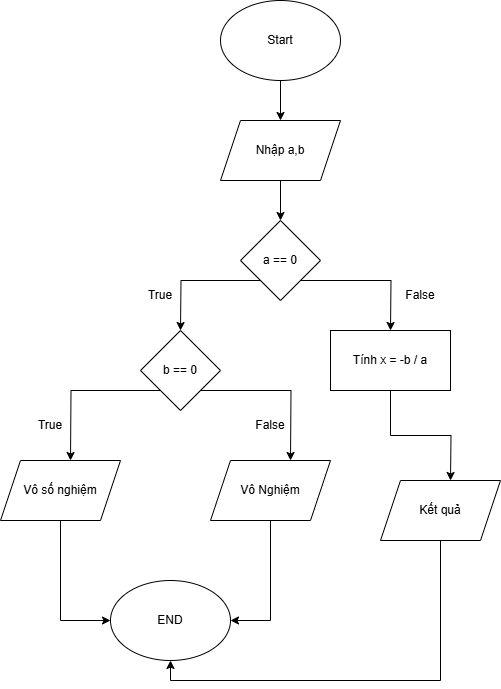 Start
Nhập a,b
a == 0
True
False
b == 0
Tính x = -b / a
True
False
Vô số nghiệm
Vô Nghiệm
Kết quả
END